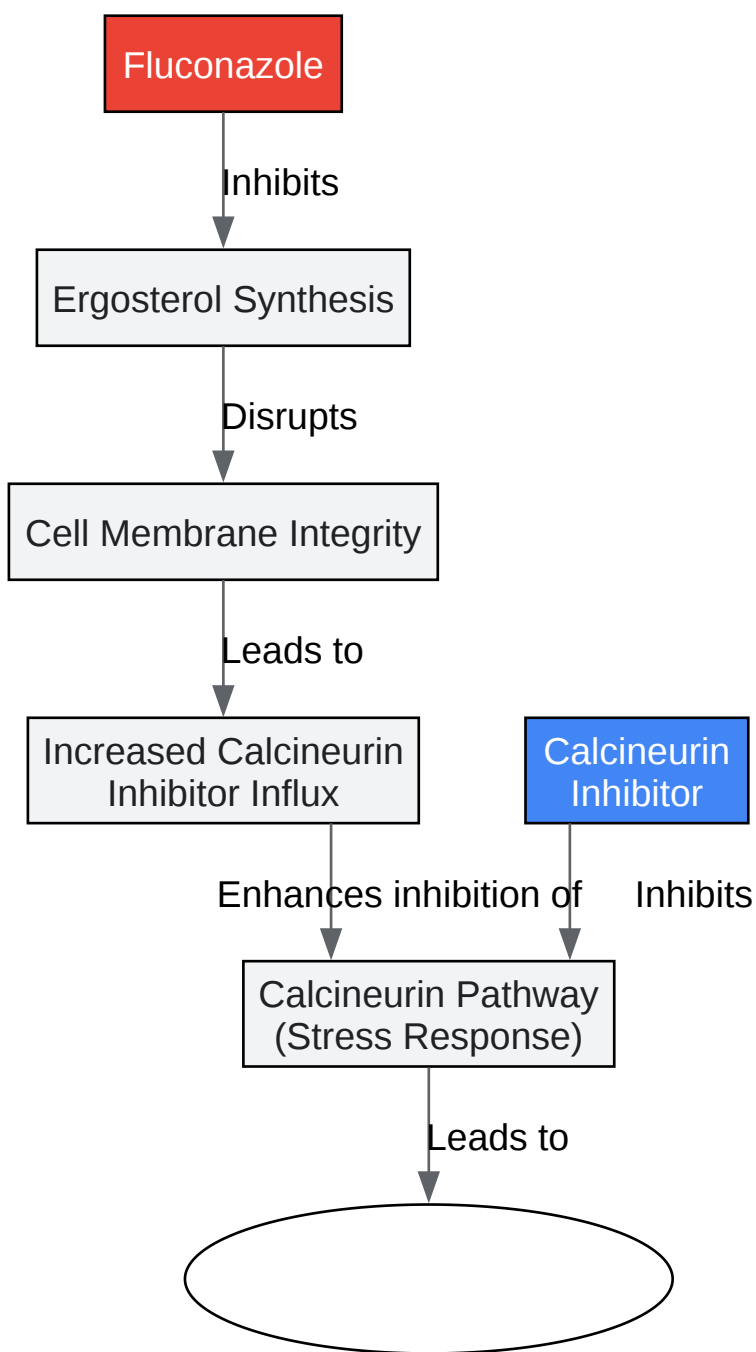 Fluconazole
Inhibits
Ergosterol Synthesis
Disrupts
Cell Membrane Integrity
Leads to
Increased Calcineurin
Inhibitor Influx
Calcineurin
Inhibitor
Enhances inhibition of
Inhibits
Calcineurin Pathway
(Stress Response)
Leads to